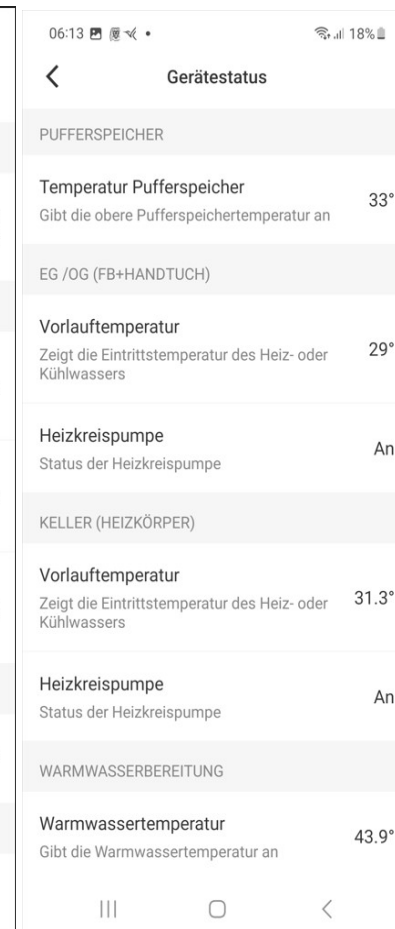 06:13
18%
Gerätestatus
PUFFERSPEICHER
Temperatur Pufferspeicher
33°
Gibt die obere Pufferspeichertemperatur an
EG /OG (FB+HANDTUCH)
Vorlauftemperatur
Zeigt die Eintrittstemperatur des Heiz- oder
29°
Kühlwassers
Heizkreispumpe
An
Status der Heizkreispumpe
KELLER (HEIZKÖRPER)
Vorlauftemperatur
Zeigt die Eintrittstemperatur des Heiz- oder
31.3°
Kühlwassers
Heizkreispumpe
An
Status der Heizkreispumpe
WARMWASSERBEREITUNG
Warmwassertemperatur
43.9°
Gibt die Warmwassertemperatur an